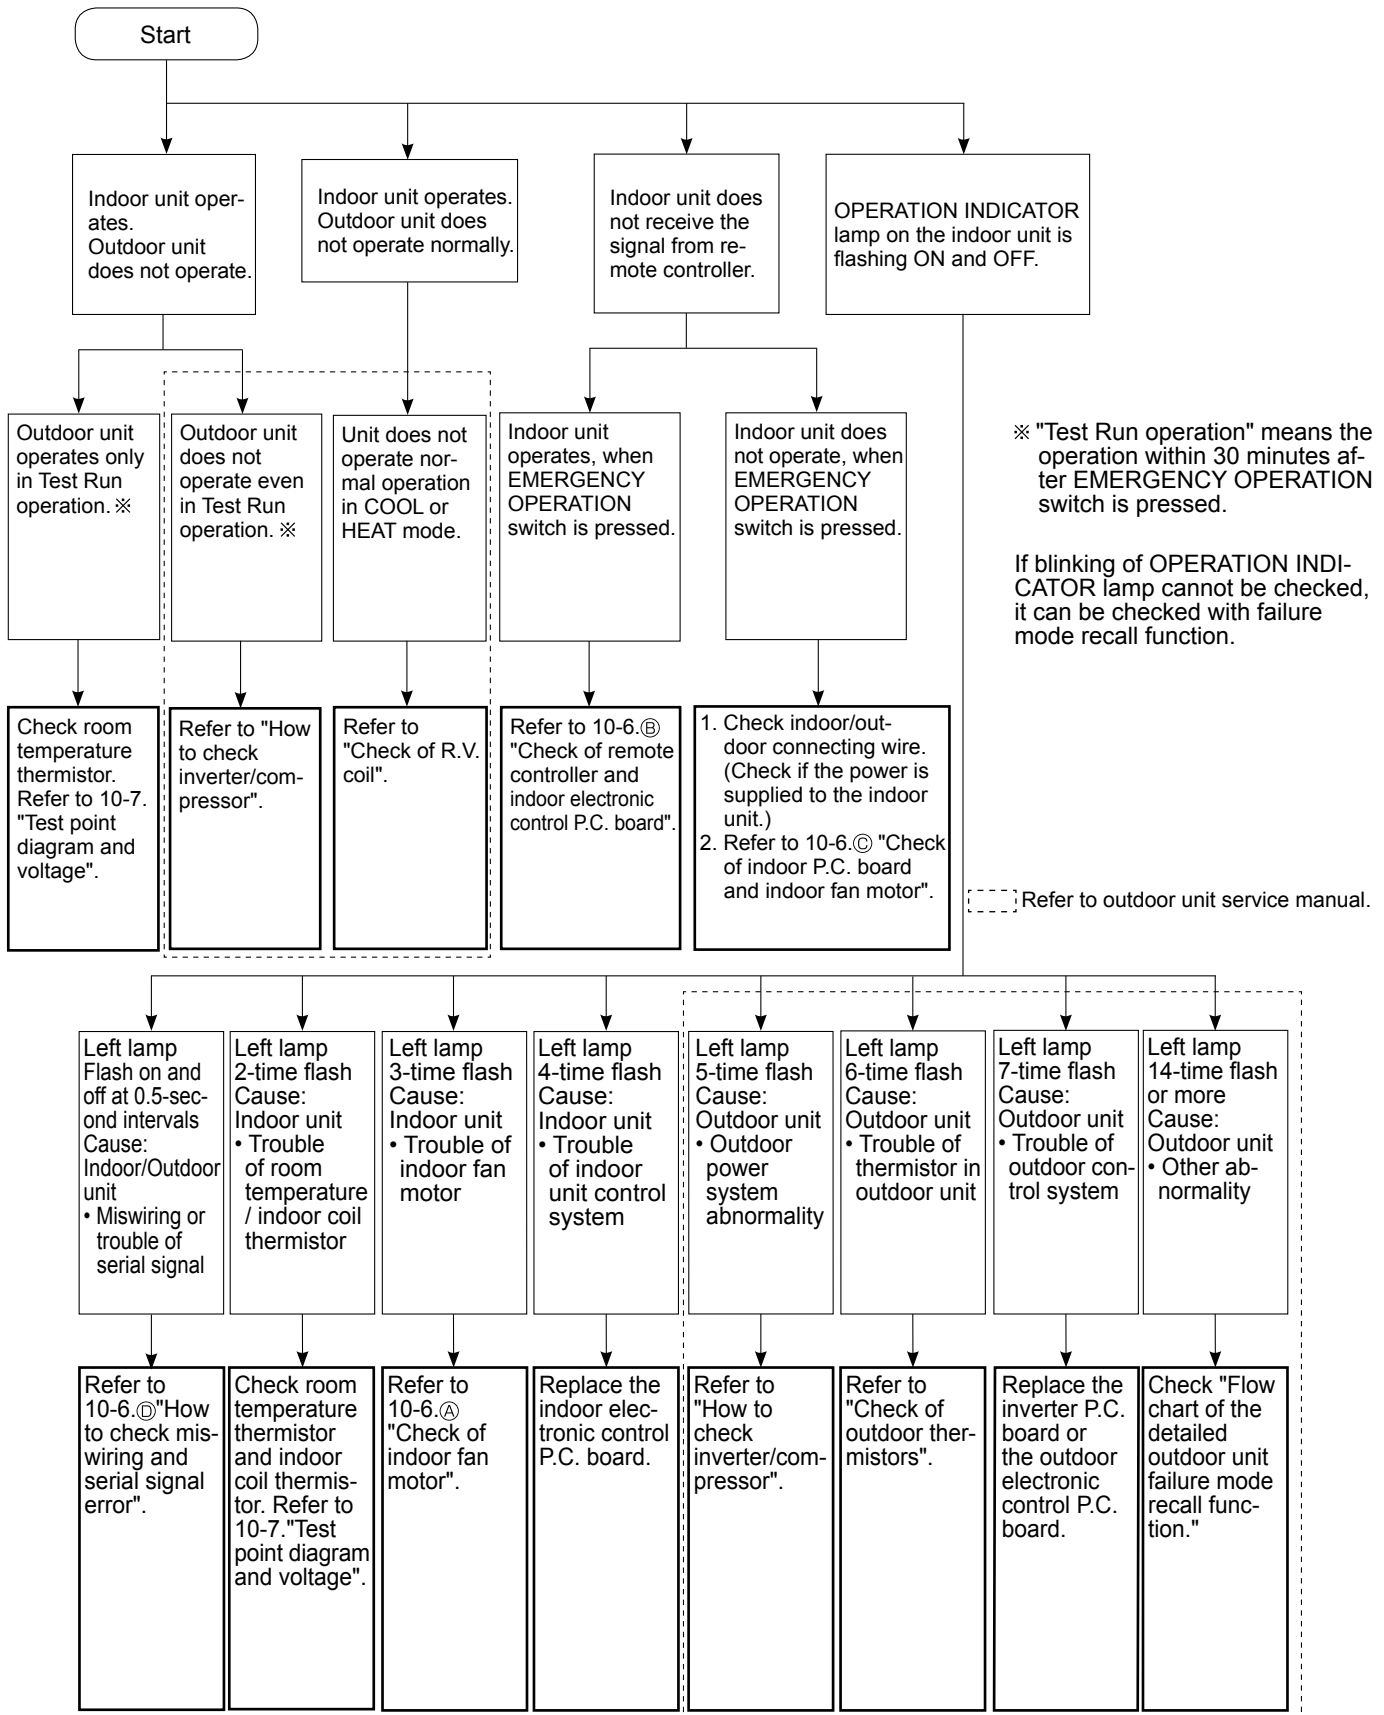 Start
Indoor unit oper-
ates.
Outdoor unit
does not operate.
Indoor unit operates.
Outdoor unit does
not operate normally.
Indoor unit does
not receive the
signal from re-
mote controller.
OPERATION INDICATOR
lamp on the indoor unit is
flashing ON and OFF.
Outdoor unit
operates only
in Test Run
operation. ※
Outdoor unit
does not
operate even
in Test Run
operation. ※
Unit does not
operate nor-
mal operation
in COOL or
HEAT mode.
Indoor unit
operates, when
EMERGENCY
OPERATION
switch is pressed.
Indoor unit does
not operate, when
EMERGENCY
OPERATION
switch is pressed.
※ "Test Run operation" means the
operation within 30 minutes af-
ter EMERGENCY OPERATION
switch is pressed.
If blinking of OPERATION INDI-
CATOR lamp cannot be checked,
it can be checked with failure
mode recall function.
Check room
temperature
thermistor.
Refer to 10-7.
"Test point
diagram and
voltage".
Refer to "How
to check
inverter/com-
pressor".
Refer to
"Check of R.V.
coil".
Refer to 10-6.Ⓑ
"Check of remote
controller and
indoor electronic
control P.C. board".
1. Check indoor/out-
door connecting wire.
(Check if the power is
supplied to the indoor
unit.)
2. Refer to 10-6.Ⓒ "Check
of indoor P.C. board
and indoor fan motor".
Refer to outdoor unit service manual.
Left lamp
Flash on and
off at 0.5-sec-
ond intervals
Cause:
Indoor/Outdoor
unit
• Miswiring or
trouble of
serial signal
Left lamp
2-time flash
Cause:
Indoor unit
• Trouble
of room
temperature
/ indoor coil
thermistor
Left lamp
3-time flash
Cause:
Indoor unit
• Trouble of
indoor fan
motor
Left lamp
4-time flash
Cause:
Indoor unit
• Trouble
of indoor
unit control
system
Left lamp
5-time flash
Cause:
Outdoor unit
• Outdoor
power
system
abnormality
Left lamp
6-time flash
Cause:
Outdoor unit
• Trouble of
thermistor in
outdoor unit
Left lamp
7-time flash
Cause:
Outdoor unit
• Trouble of
outdoor con-
trol system
Left lamp
14-time flash
or more
Cause:
Outdoor unit
• Other ab-
normality
Refer to
10-6.Ⓓ"How
to check mis-
wiring and
serial signal
error".
Check room
temperature
thermistor
and indoor
coil thermis-
tor. Refer to
10-7."Test
point diagram
and voltage".
Refer to
10-6.Ⓐ
"Check of
indoor fan
motor".
Replace the
indoor elec-
tronic control
P.C. board.
Refer to
"How to
check
inverter/com-
pressor".
Refer to
"Check of
outdoor ther-
mistors".
Replace the
inverter P.C.
board or
the outdoor
electronic
control P.C.
board.
Check "Flow
chart of the
detailed
outdoor unit
failure mode
recall func-
tion."